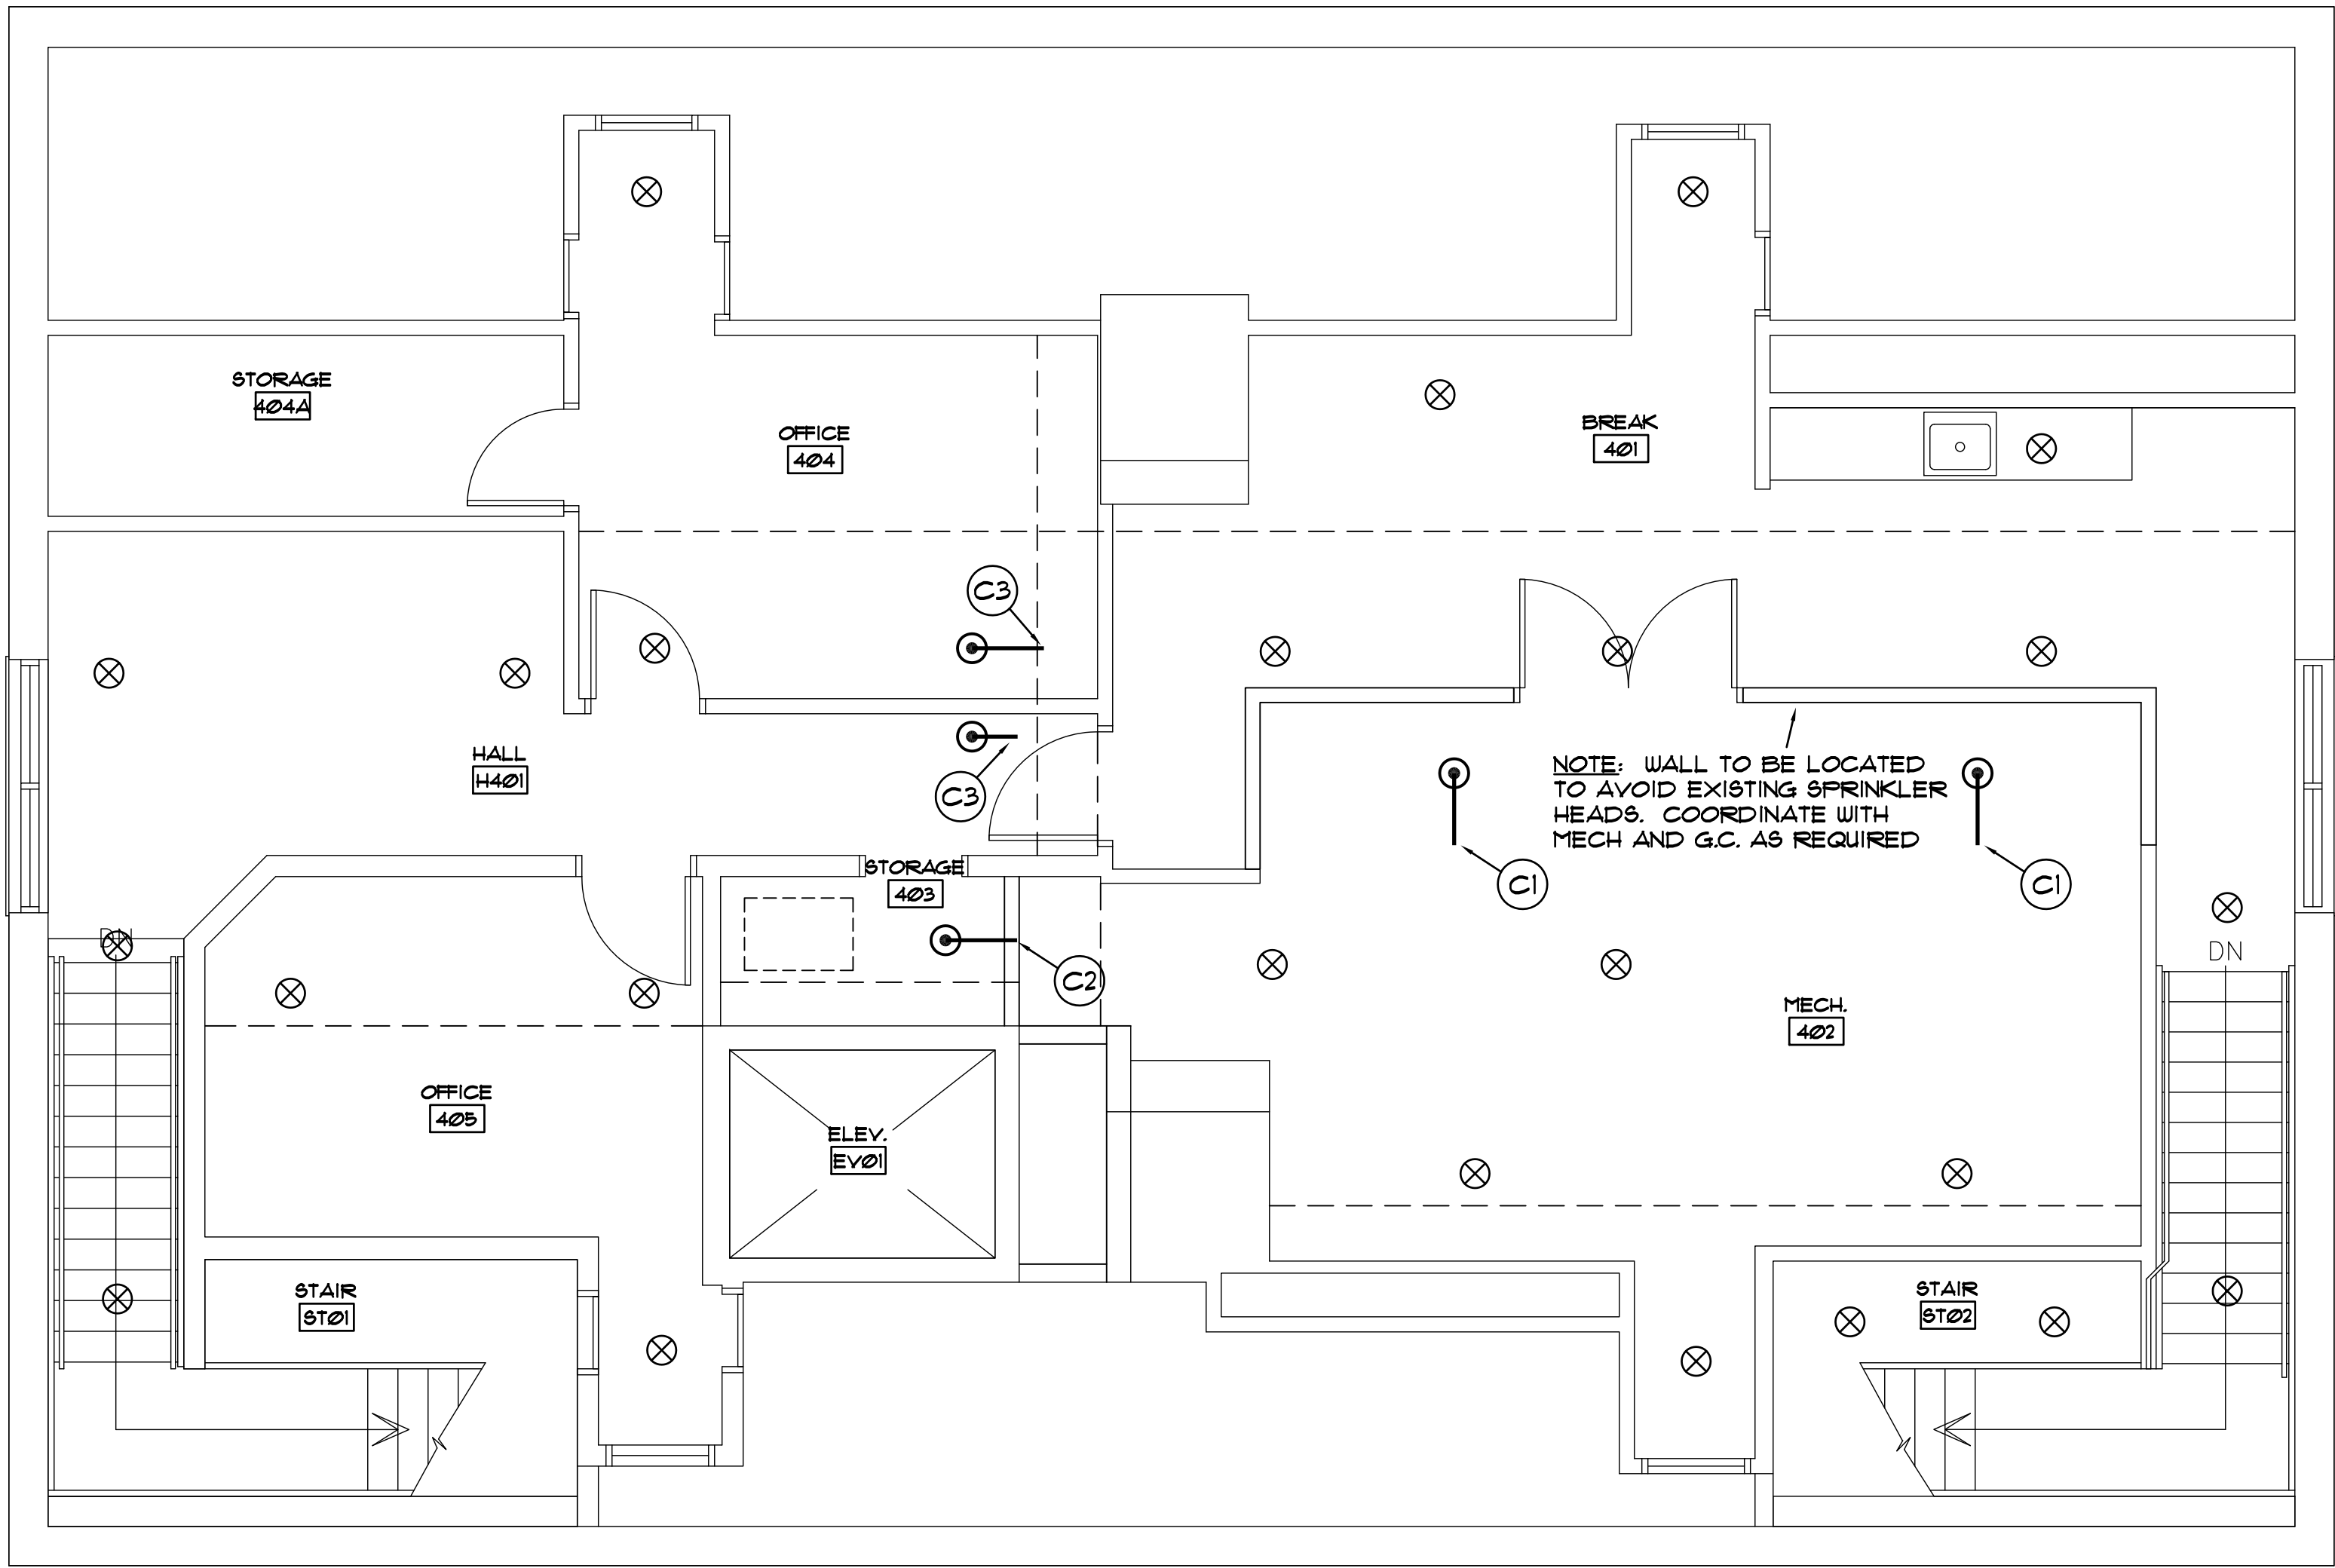 STORAGE
404A
OFFICE
404
BREAK
401
C3
HALL
H401
C3
NOTE: WALL TO BE LOCATED
TO AVOID EXISTING SPRINKLER
HEADS. COORDINATE WITH
MECH AND G.C. AS REQUIRED
C1
C1
STORAGE
403
DN
DN
C2
MECH.
402
OFFICE
405
ELEV.
EV01
STAIR
ST01
STAIR
ST02